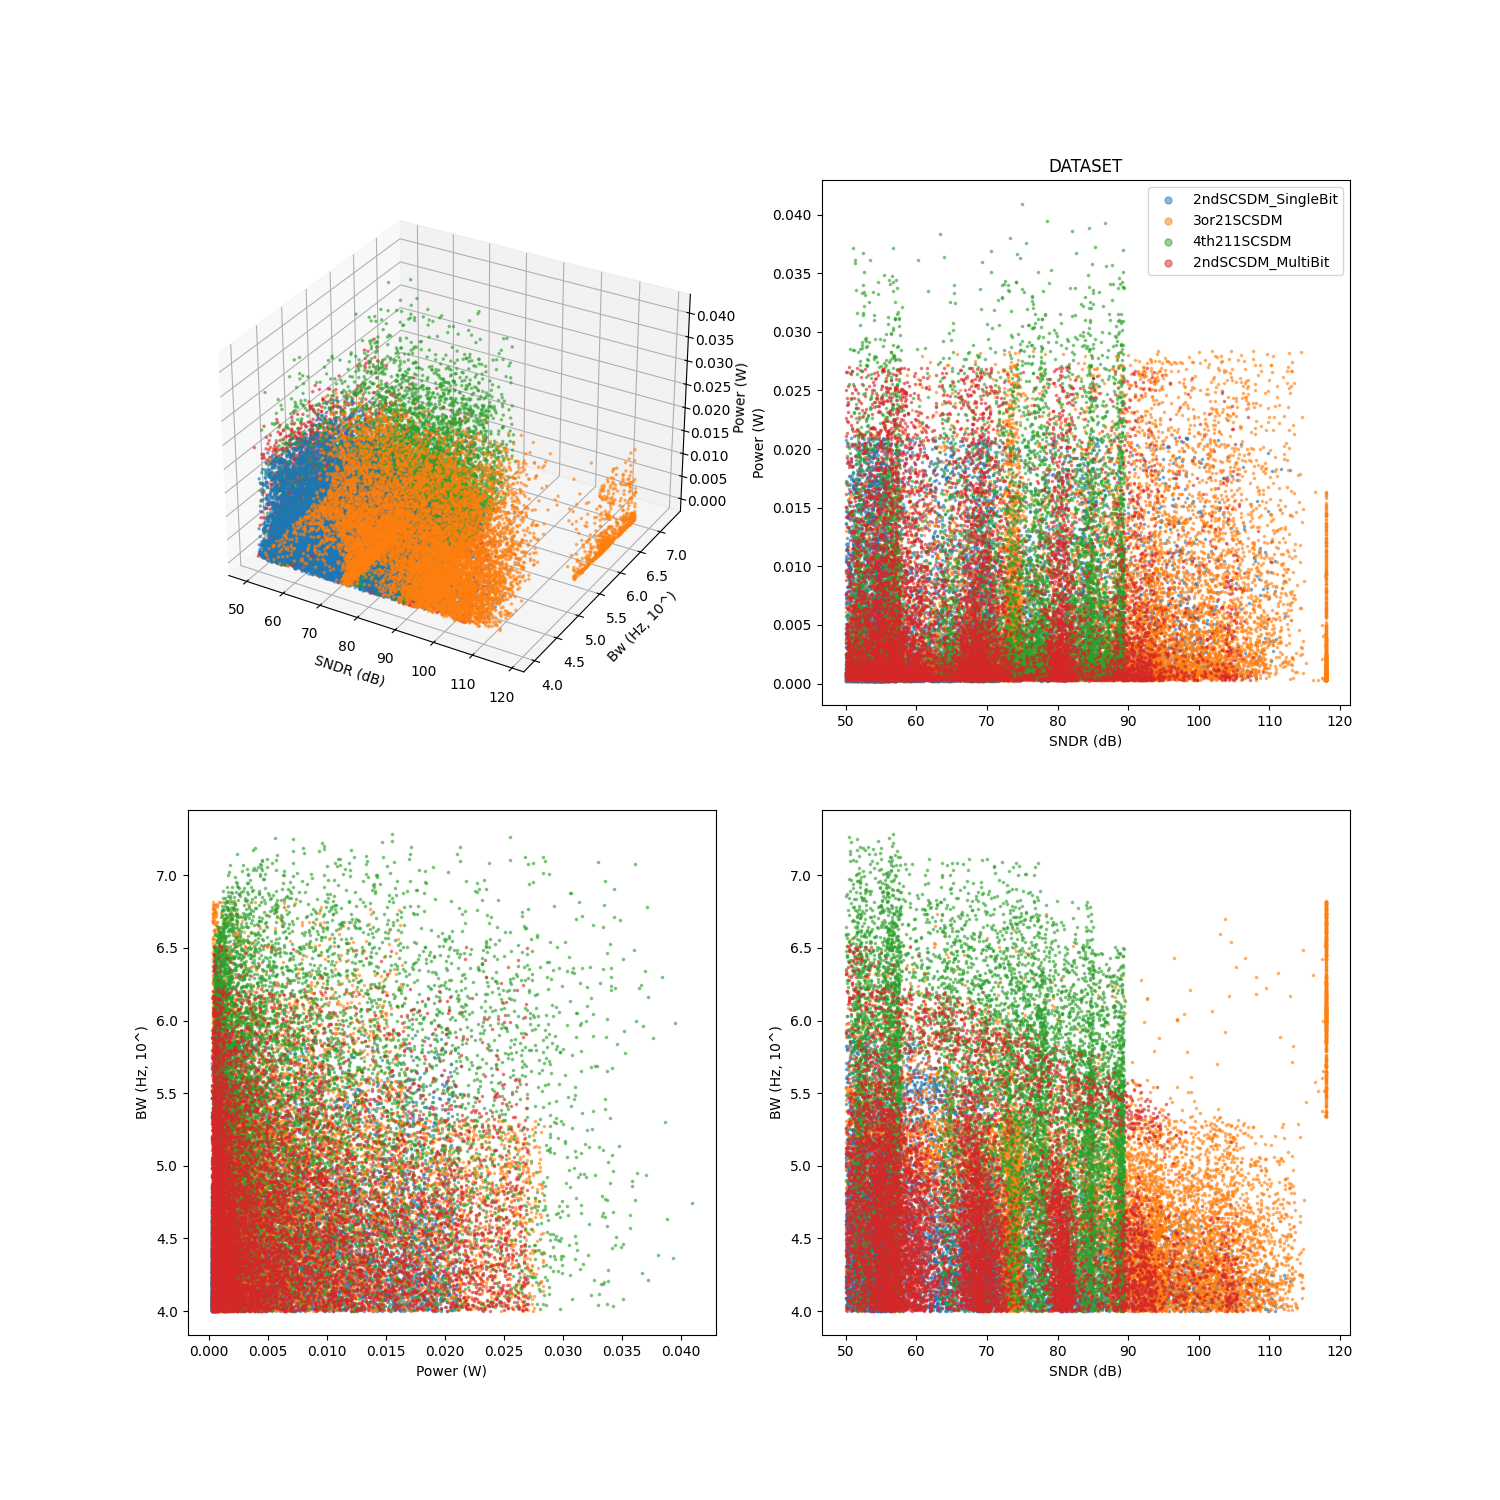 DATASET
2ndSCSDM_SingleBit
3or21SCSDM
4th211SCSDM
2ndSCSDM_MultiBit
0.040
0.035
0.030
0.025
0.020
0.015
0.010
0.005
0.000
Power (W)
7.0
6.5
6.0
5.5
5.0
4.5
4.0
Bw (Hz, 10^)
50
60
70
80
90
100
110
120
SNDR (dB)
0.040
0.035
0.030
0.025
0.020
0.015
0.010
0.005
0.000
Power (W)
50 60 70 80 90 100 110 120
SNDR (dB)
7.0
6.5
6.0
5.5
5.0
4.5
4.0
BW (Hz, 10^)
0.000 0.005 0.010 0.015 0.020 0.025 0.030 0.035 0.040
Power (W)
7.0
6.5
6.0
5.5
5.0
4.5
4.0
BW (Hz, 10^)
50 60 70 80 90 100 110 120
SNDR (dB)